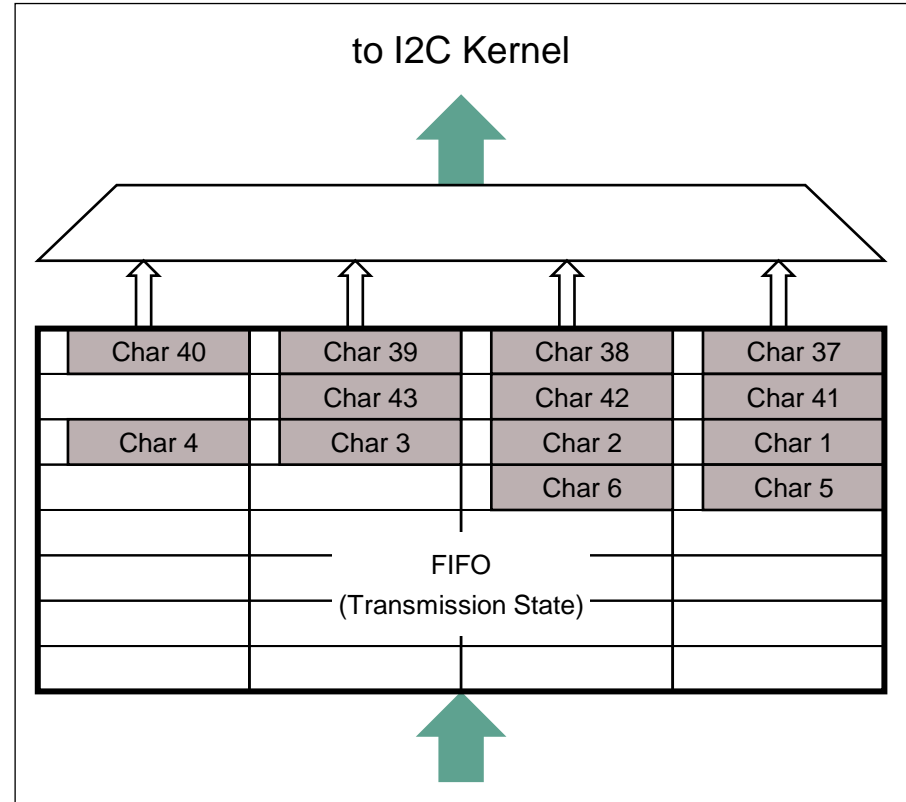 to I2C Kernel
Char 40 Char 39 Char 38 Char 37
Char 43 Char 42 Char 41
Char 4 Char 3 Char 2 Char 1
Char 6 Char 5
FIFO
(Transmission State)